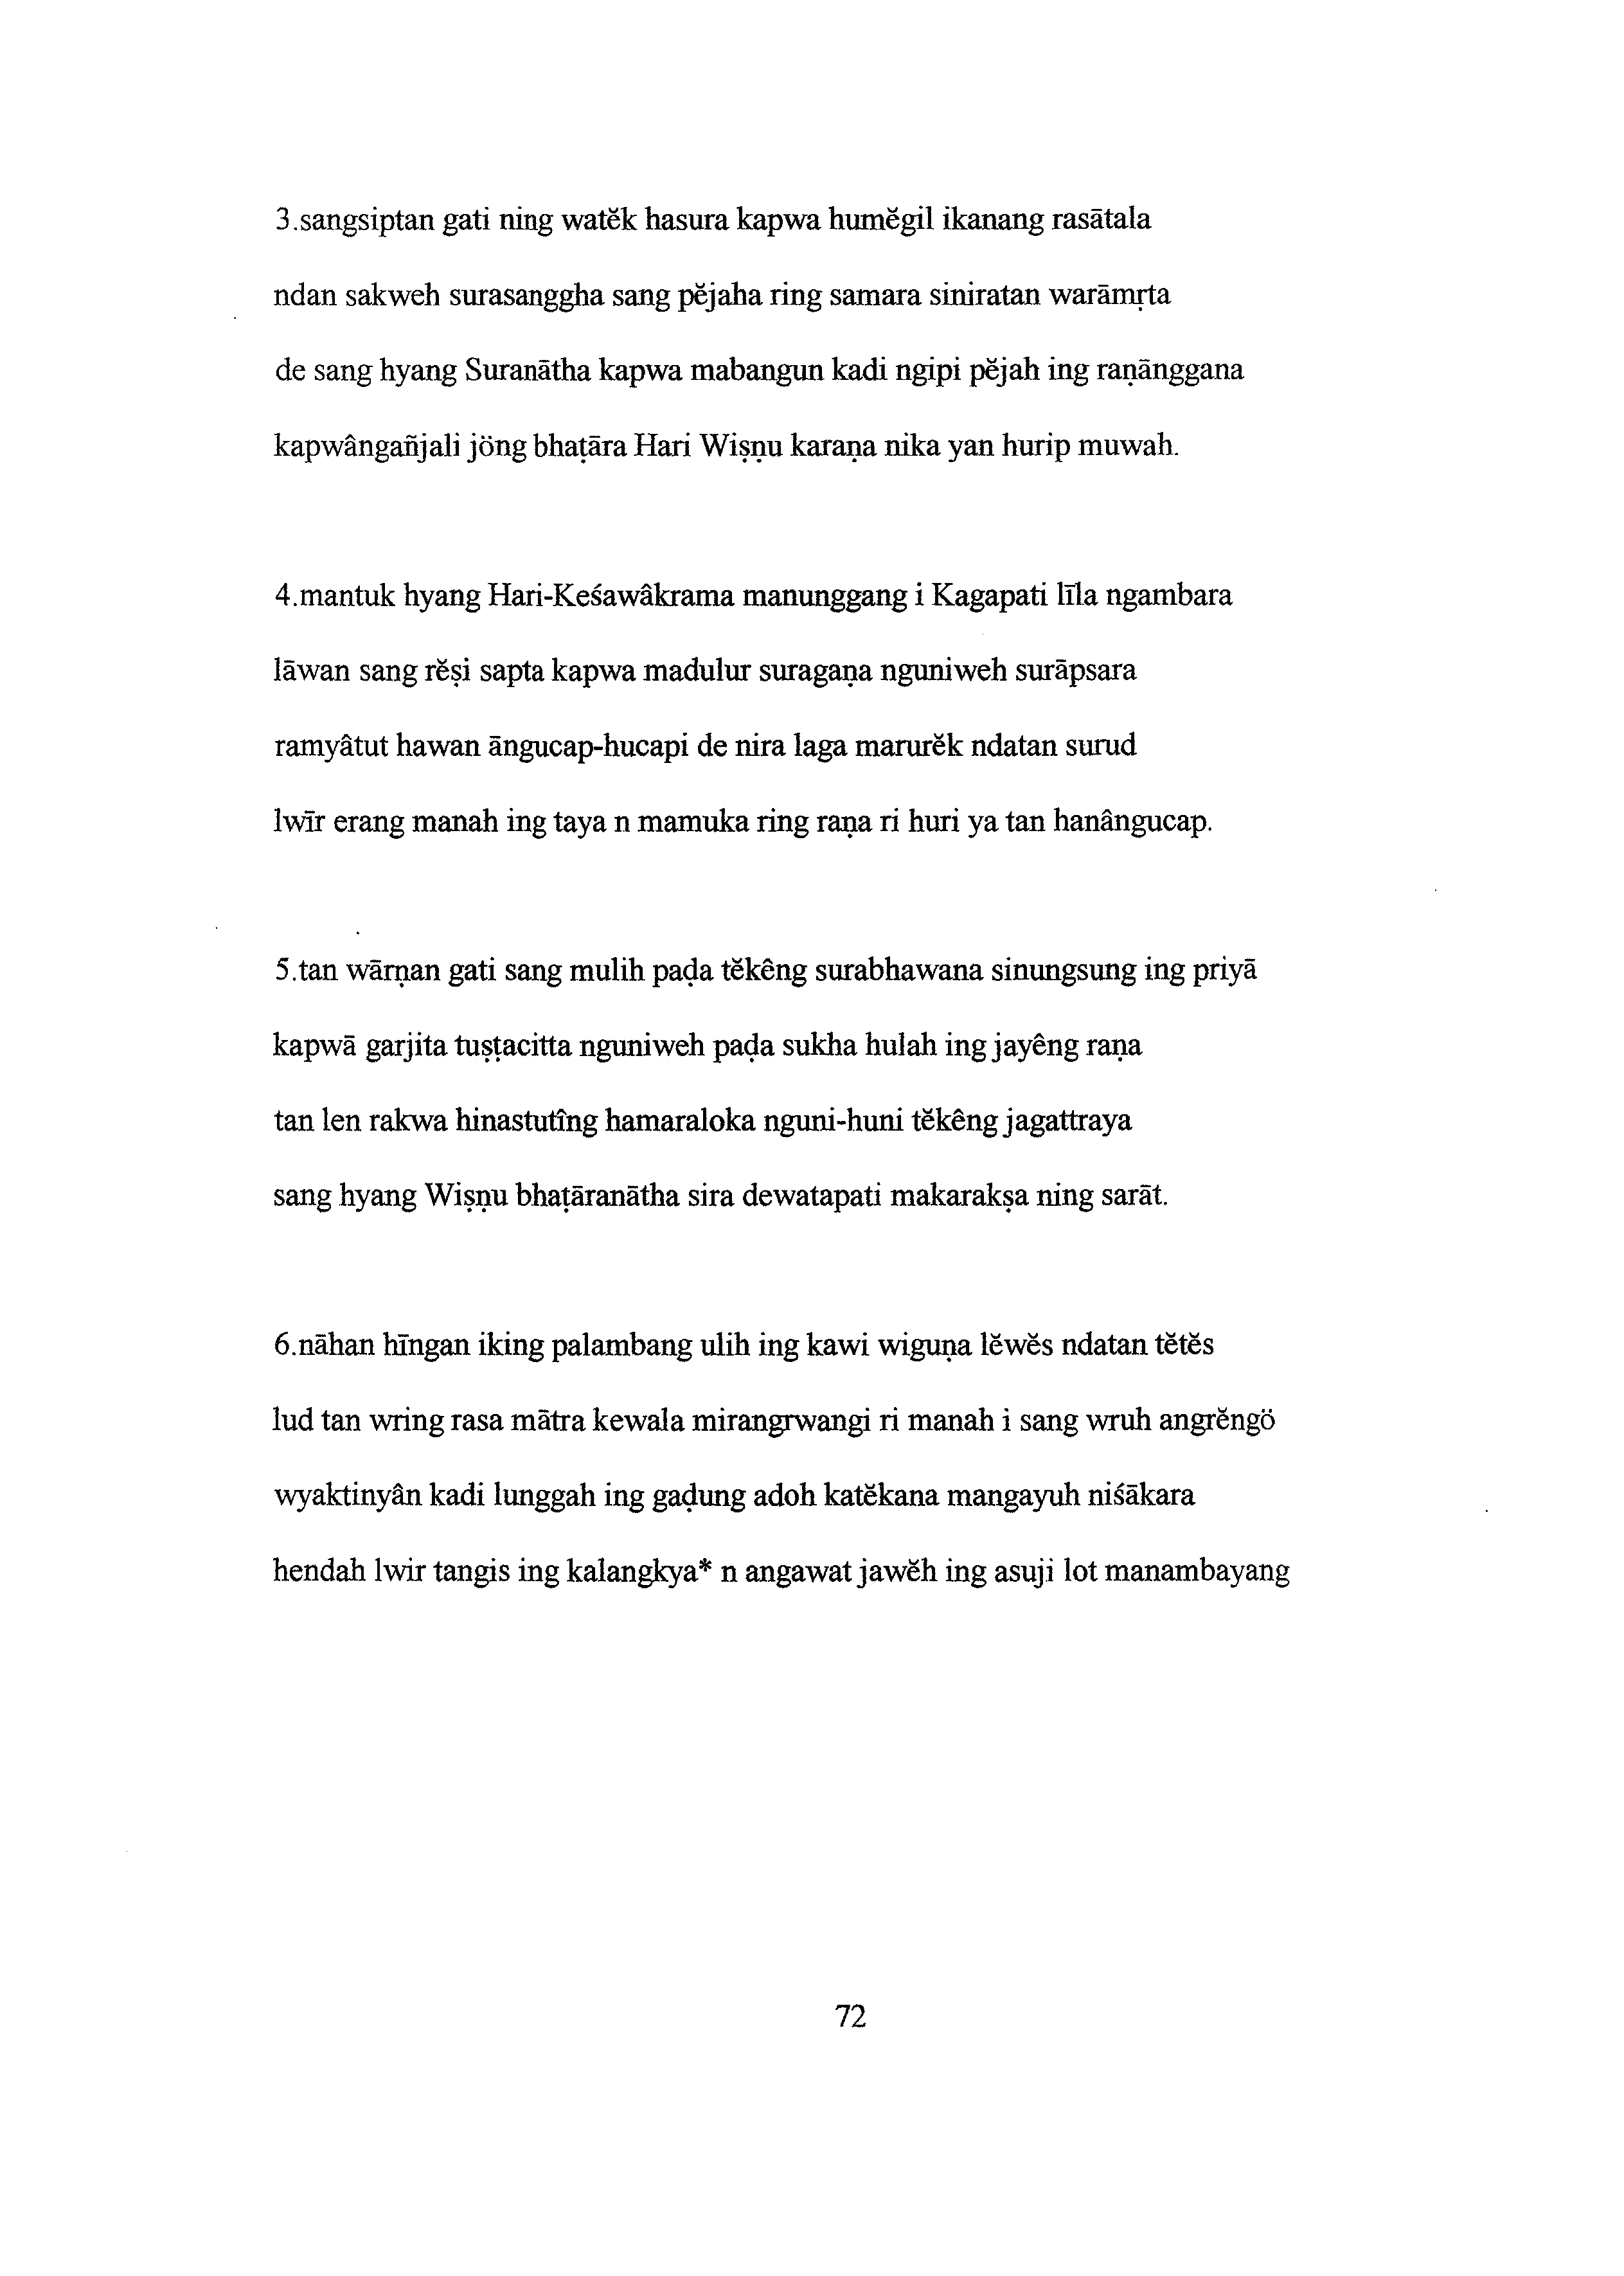 3.sangsiptan gati ning watĕk hasura kapwa humĕgil ikanang rasātala
ndan sakweh surasanggha sang pĕjaha ring samara siniratan warāmṛta
de sang hyang Suranātha kapwa mabangun kadi ngipi pĕjah ing raṇānggana
kapwângañjali jöng bhaṭāra Hari Wiṣṇu karaṇa nika yan hurip muwah.
4.mantuk hyang Hari-Keśawâkrama manunggang i Kagapati līla ngambara
lāwan sang rĕṣi sapta kapwa madulur suragaṇa nguniweh surāpsara
ramyâtut hawan āngucap-hucapi de nira laga marurĕk ndatan surud
lwīr erang manah ing taya n mamuka ring raṇa ri huri ya tan hanângucap.
5.tan wārṇan gati sang mulih paḍa tĕkêng surabhawana sinungsung ing priyā
kapwā garjita tuṣṭacitta nguniweh paḍa sukha hulah ing jayêng raṇa
tan len rakwa hinastutîng hamaraloka nguni-huni tĕkêng jagattraya
sang hyang Wiṣṇu bhaṭāranātha sira dewatapati makarakṣa ning sarāt.
6.nāhan hīngan iking palambang ulih ing kawi wiguṇa lĕwĕs ndatan tĕtĕs
lud tan wring rasa mātra kewala mirangrwangi ri manah i sang wruh angrĕngö
wyaktinyân kadi lunggah ing gaḍung adoh katĕkana mangayuh niśākara
hendah lwir tangis ing kalangkya* n angawat jawĕh ing asuji lot manambayang
72